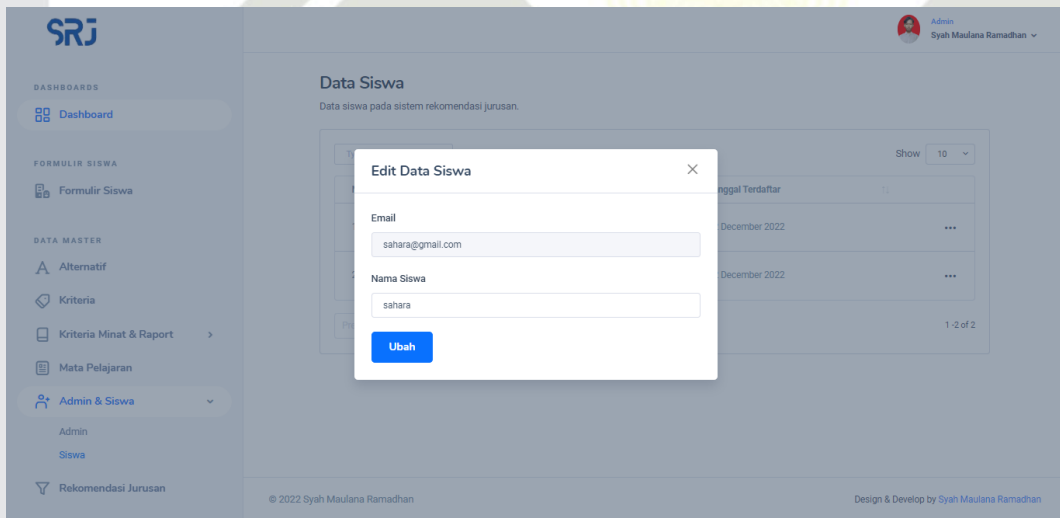 SRJ
Admin
Syah Maulana Ramadhan
DASHBOARDS
Dashboard
FORMULIR SISWA
Formulir Siswa
DATA MASTER
Alternatif
Kriteria
Kriteria Minat & Raport
Mata Pelajaran
Admin & Siswa
Admin
Siswa
Rekomendasi Jurusan
Data Siswa
Data siswa pada sistem rekomendasi jurusan.
Show 10
Terdaftar
December 2022
December 2022
1 -2 of 2
Edit Data Siswa
Email
sahara@gmail.com
Nama Siswa
sahara
Ubah
© 2022 Syah Maulana Ramadhan
Design & Develop by Syah Maulana Ramadhan